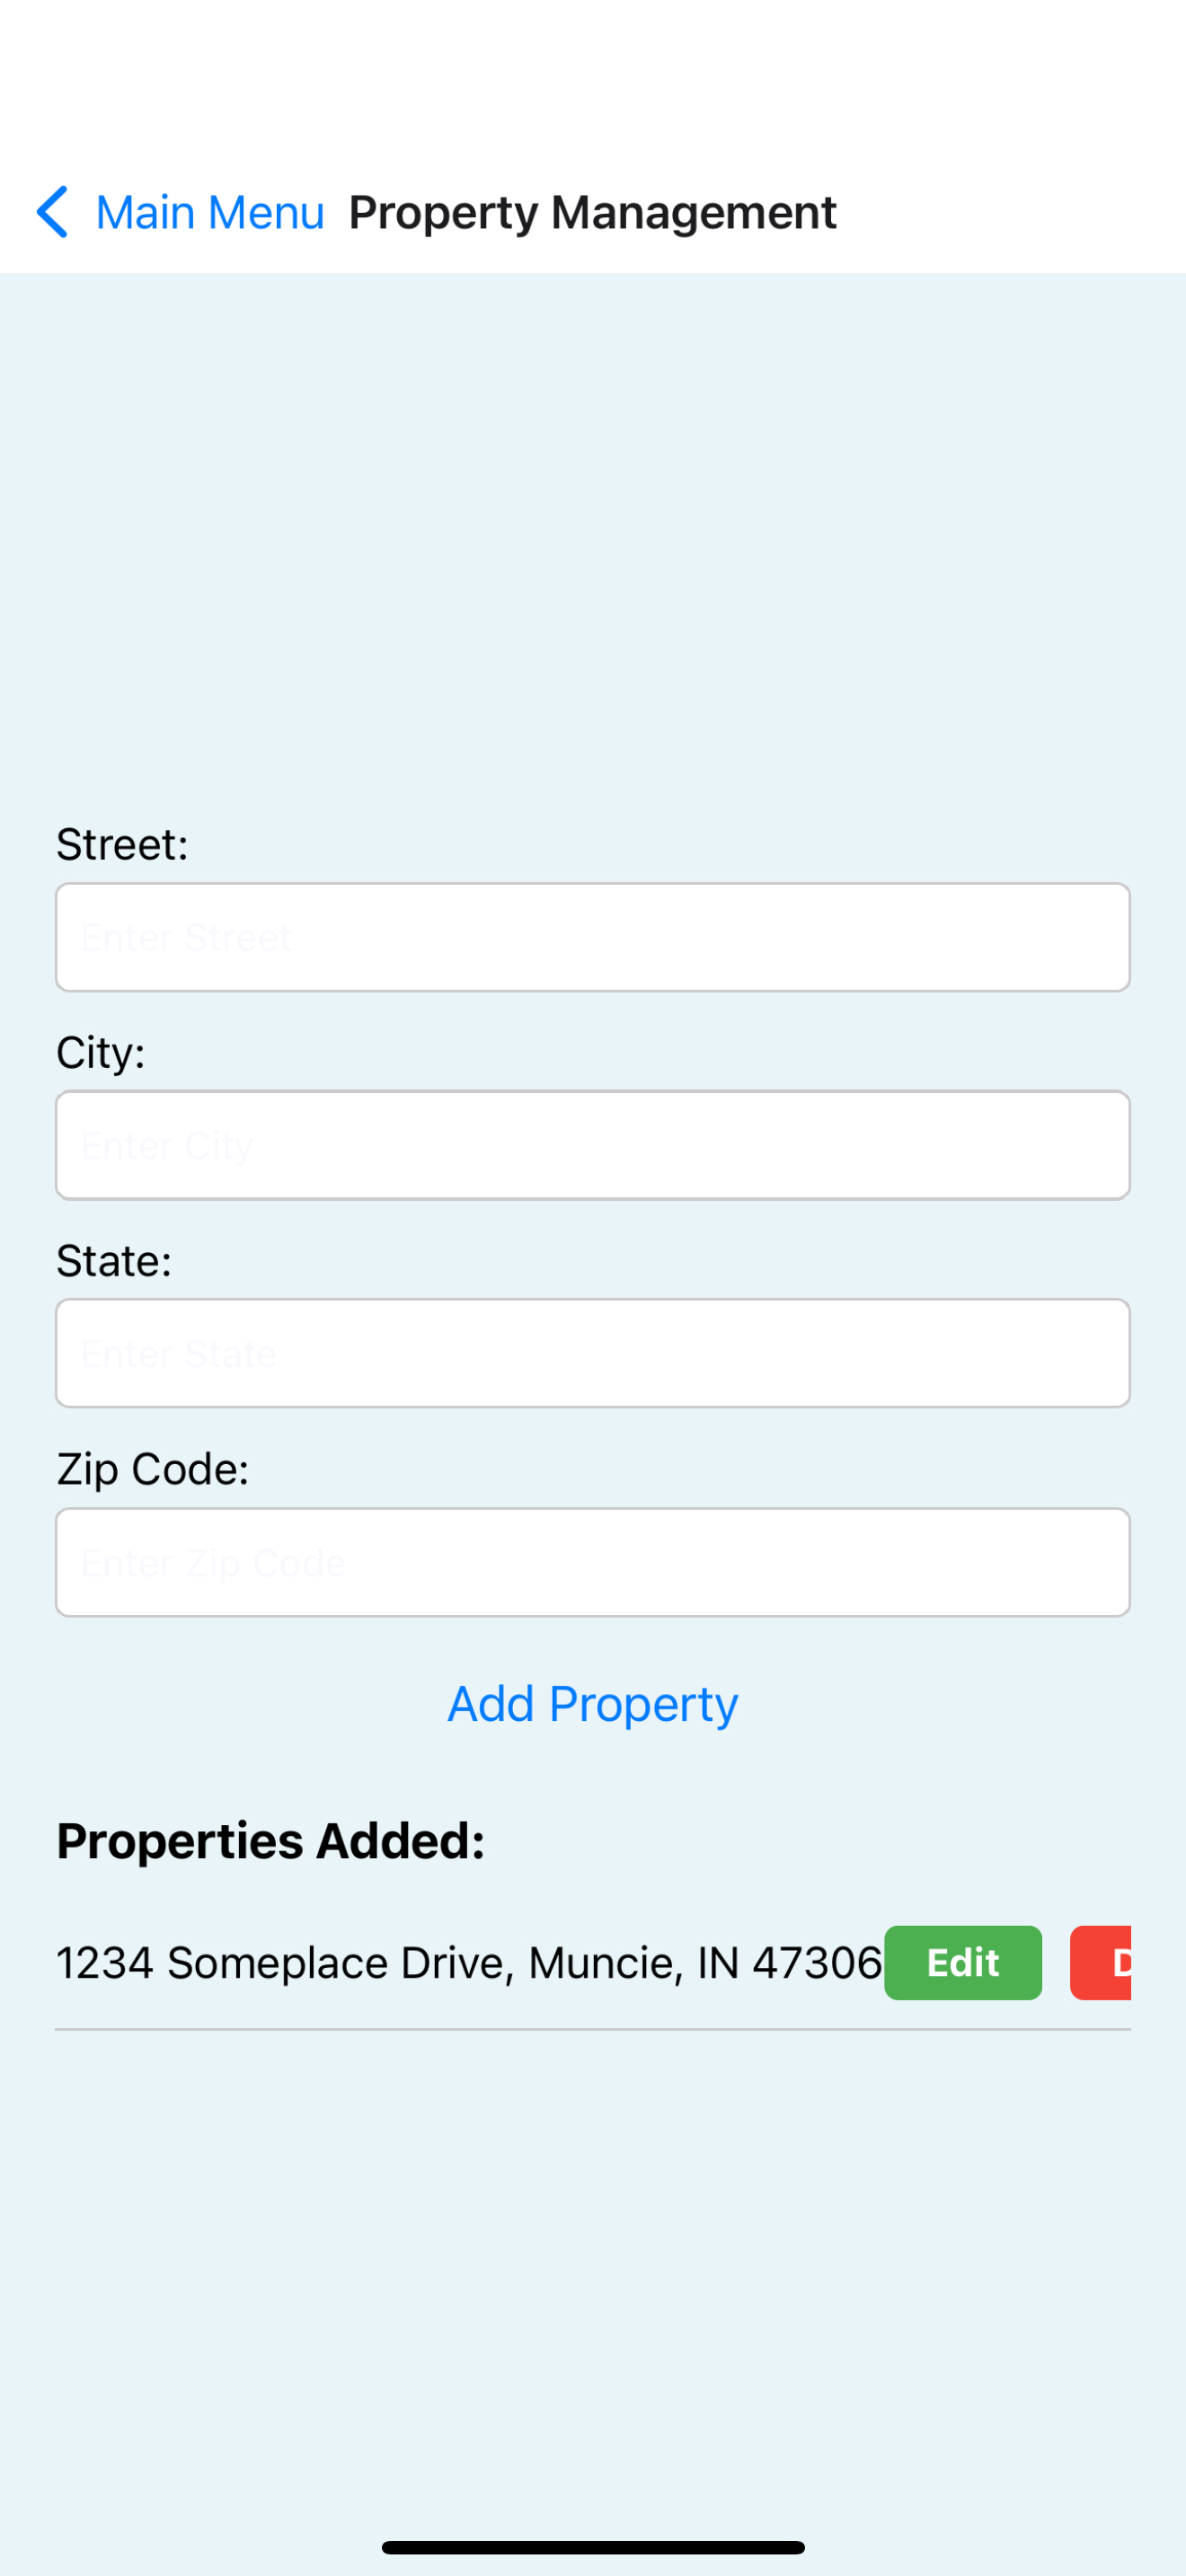 Main Menu Property Management
Street:
Enter Street
City:
Enter City
State:
Enter State
Zip Code:
Enter Zip Code
Add Property
Properties Added:
1234 Someplace Drive, Muncie, IN 47306 Edit D